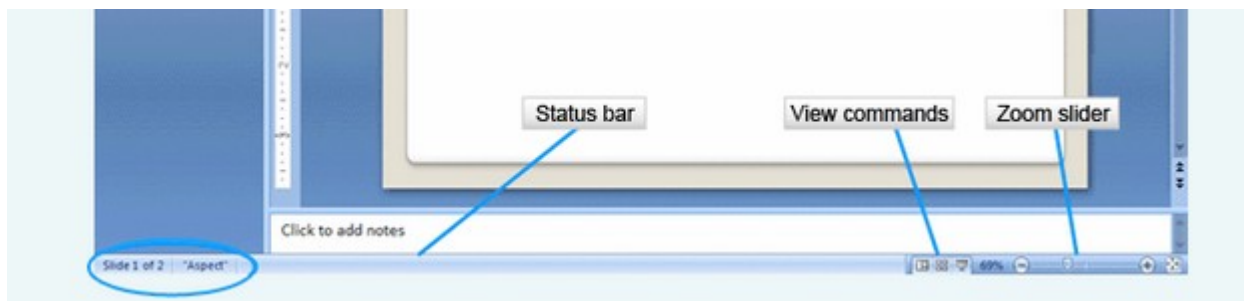 Status bar
View commands
Zoom slider
Click to add notes
Slide 1 of 2 "Aspect" 69%